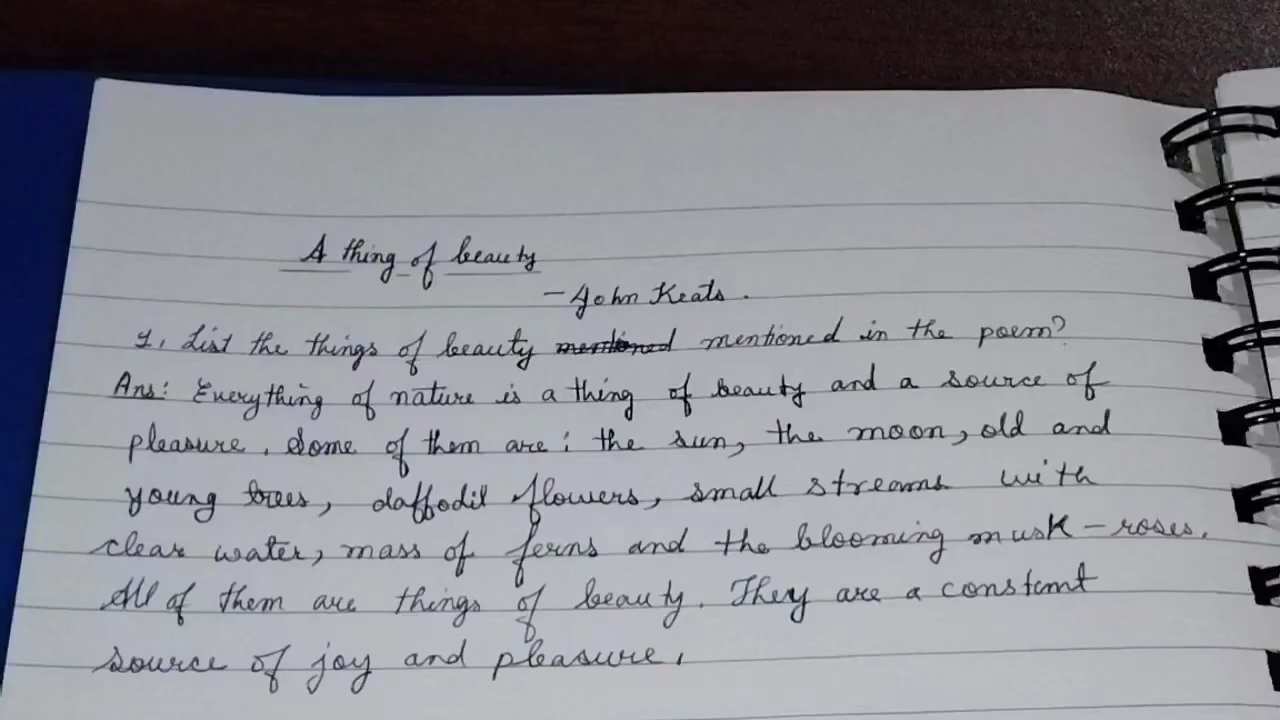 A thing of beauty
- John Keats.
1. List the things of beauty mentioned mentioned in the poem?
Ans: Everything of nature is a thing of beauty and a source of
pleasure. Some of them are: the sun, the moon, old and
young trees, daffodil flowers, small streams with
clear water, mass of ferns and the blooming musk-roses.
All of them are things of beauty. They are a constant
source of joy and pleasure.